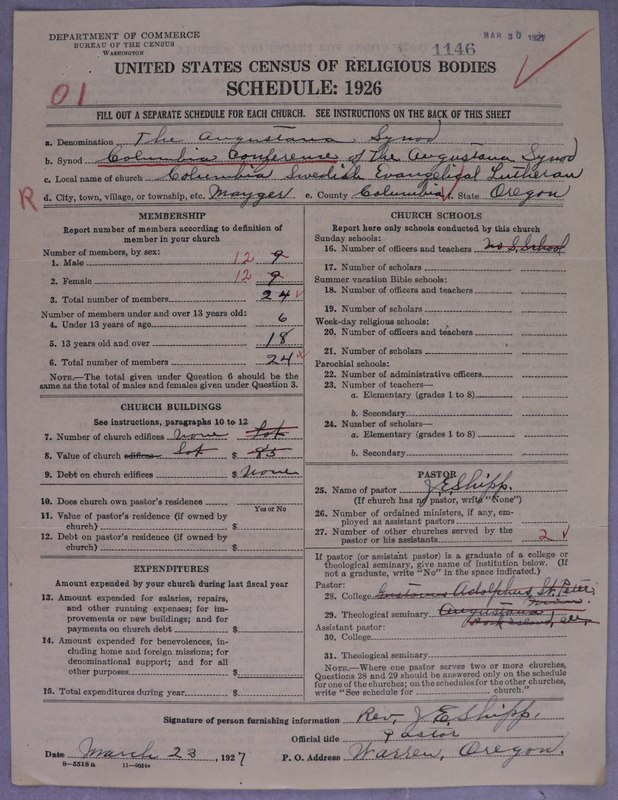 DEPARTMENT OF COMMERCE
BUREAU OF THE CENSUS
WASHINGTON
MAR 30 1927
1146
UNITED STATES CENSUS OF RELIGIOUS BODIES
SCHEDULE: 1926
01
FILL OUT A SEPARATE SCHEDULE FOR EACH CHURCH. SEE INSTRUCTIONS ON THE BACK OF THIS SHEET
a. Denomination The Augustana Synod
b. Synod Columbia Conference of The Augustana Synod
c. Local name of church Columbia Swedish Evangelical Lutheran
R d. City, town, village, or township, etc. Mayger e. County Columbia f. State Oregon
MEMBERSHIP
Report number of members according to definition of
member in your church
Number of members, by sex:
1. Male 12 9
2. Female 12 9
3. Total number of members 24
Number of members under and over 13 years old:
4. Under 13 years of age 6
5. 13 years old and over 18
6. Total number of members 24
NOTE.—The total given under Question 6 should be the
same as the total of males and females given under Question 3.
CHURCH BUILDINGS
See instructions, paragraphs 10 to 12
7. Number of church edifices none Lot
8. Value of church edifices Lot $ 85
9. Debt on church edifices $ None
10. Does church own pastor's residence
Yes or No
11. Value of pastor's residence (if owned by
church) $
12. Debt on pastor's residence (if owned by
church) $
EXPENDITURES
Amount expended by your church during last fiscal year
13. Amount expended for salaries, repairs,
and other running expenses; for im-
provements or new buildings; and for
payments on church debt $
14. Amount expended for benevolences, in-
cluding home and foreign missions; for
denominational support; and for all
other purposes $
15. Total expenditures during year $
CHURCH SCHOOLS
Report here only schools conducted by this church
Sunday schools:
16. Number of officers and teachers No S. School
17. Number of scholars
Summer vacation Bible schools:
18. Number of officers and teachers
19. Number of scholars
Week-day religious schools:
20. Number of officers and teachers
21. Number of scholars
Parochial schools:
22. Number of administrative officers
23. Number of teachers—
a. Elementary (grades 1 to 8)
b. Secondary
24. Number of scholars—
a. Elementary (grades 1 to 8)
b. Secondary
PASTOR
25. Name of pastor J. E. Shipp.
(If church has no pastor, write "None")
26. Number of ordained ministers, if any, em-
ployed as assistant pastors
27. Number of other churches served by the
pastor or his assistants 2
If pastor (or assistant pastor) is a graduate of a college or
theological seminary, give name of institution below. (If
not a graduate, write "No" in the space indicated.)
Pastor:
28. College Gustavus Adolphus, St. Peter,
Minn.
29. Theological seminary Augustana
Rock Island, Ill.
Assistant pastor:
30. College
31. Theological seminary
NOTE.—Where one pastor serves two or more churches,
Questions 28 and 29 should be answered only on the schedule
for one of the churches; on the schedules for the other churches,
write "See schedule for church."
Signature of person furnishing information Rev. J. E. Shipp,
Official title Pastor
Date March 23, 1927 P. O. Address Warren, Oregon.
8—5518a